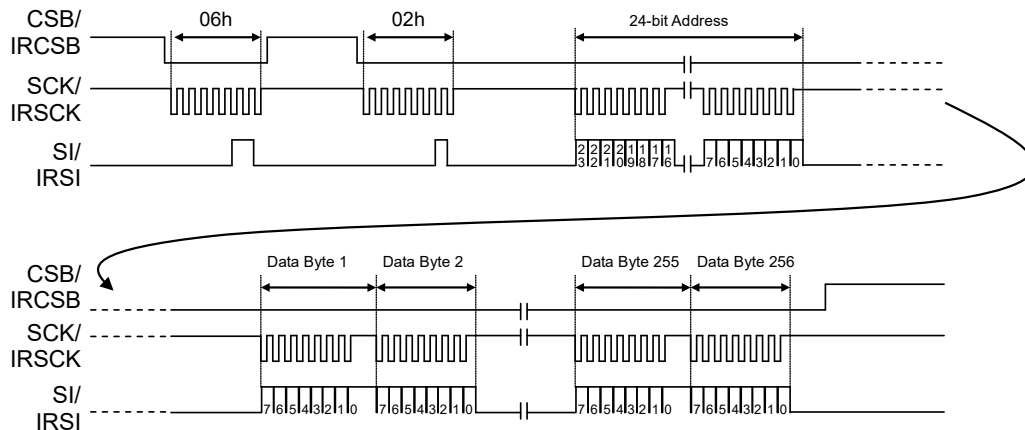 CSB/
IRCSB
06h
02h
24-bit Address
SCK/
IRSCK
SI/
IRSI
2 2 2 2 1 1 1 1
3 2 1 0 9 8 7 6
7 6 5 4 3 2 1 0
CSB/
IRCSB
Data Byte 1
Data Byte 2
Data Byte 255
Data Byte 256
SCK/
IRSCK
SI/
IRSI
7 6 5 4 3 2 1 0
7 6 5 4 3 2 1 0
7 6 5 4 3 2 1 0
7 6 5 4 3 2 1 0